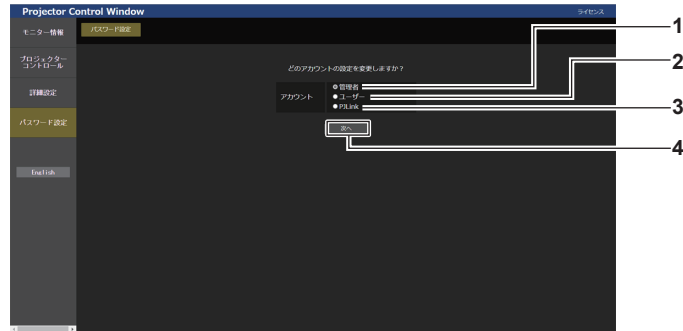 Projector Control Window
ライセンス
モニター情報
パスワード設定
プロジェクター
コントロール
詳細設定
パスワード設定
English
どのアカウントの設定を変更しますか？
アカウント
管理者
ユーザー
PJLink
次へ
1
2
3
4